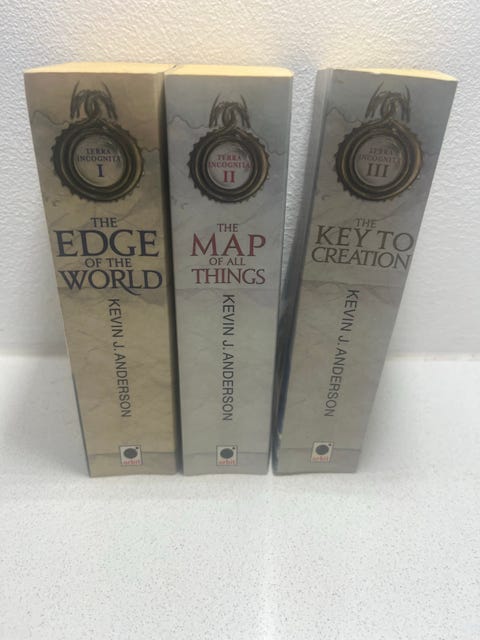 TERRA
INCOGNITA
I
THE
EDGE
OF THE
WORLD
KEVIN J. ANDERSON
orbit
TERRA
INCOGNITA
II
THE
MAP
OF ALL
THINGS
KEVIN J. ANDERSON
orbit
TERRA
INCOGNITA
III
THE
KEY TO
CREATION
KEVIN J. ANDERSON
orbit